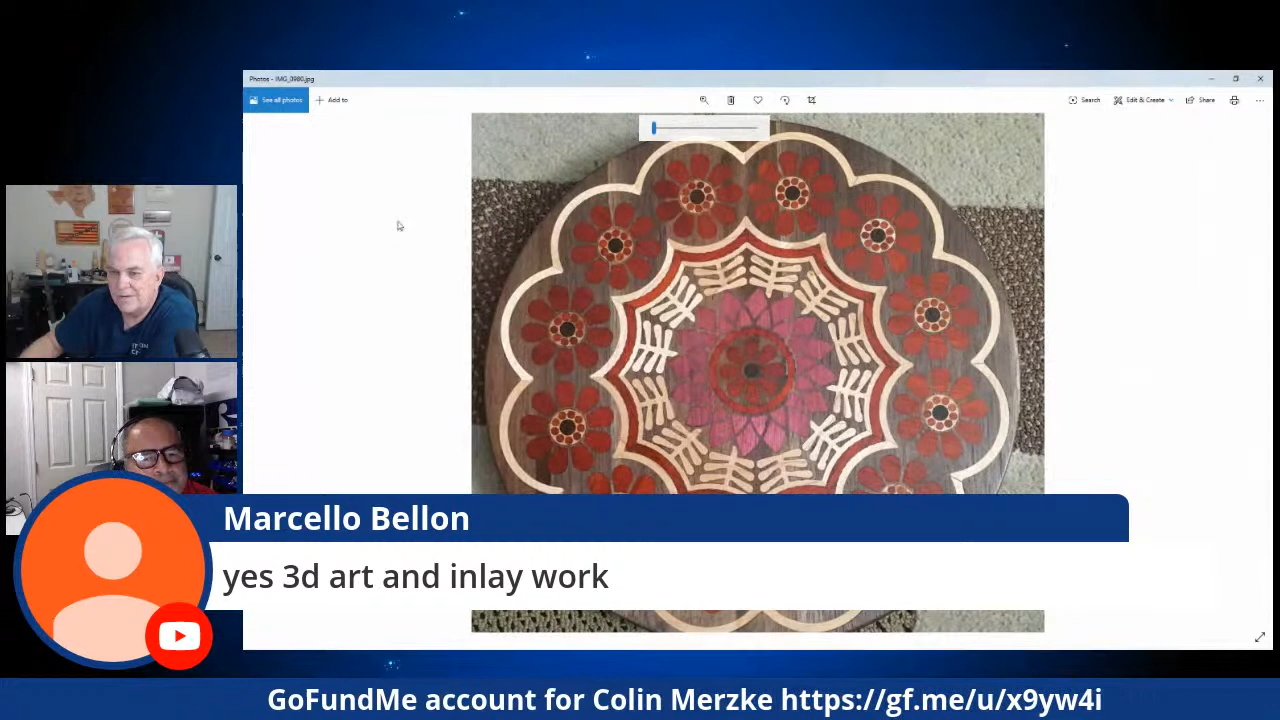 Photos - IMG_0980.jpg
See all photos
Add to
Search
Edit & Create
Share
Marcello Bellon
yes 3d art and inlay work
GoFundMe account for Colin Merzke https://gf.me/u/x9yw4i